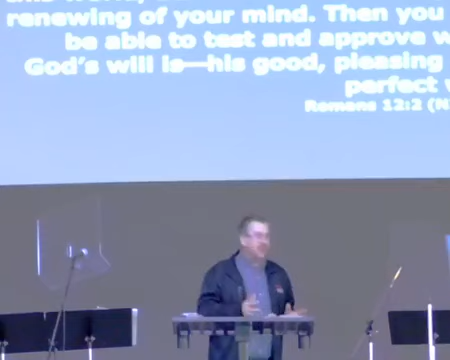 renewing of your mind. Then you
be able to test and approve
God's will is—his good, pleasing
perfect
Romans 12:2